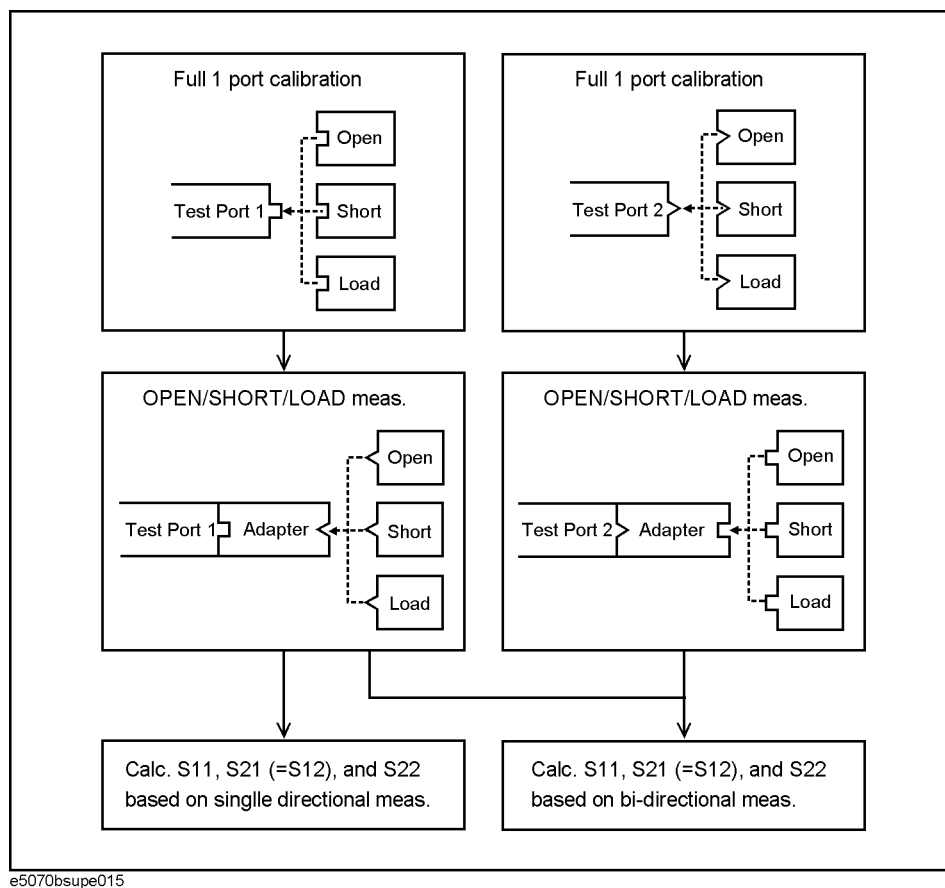 Full 1 port calibration
Open
Test Port 1
Short
Load
Full 1 port calibration
Open
Test Port 2
Short
Load
OPEN/SHORT/LOAD meas.
Open
Test Port 1
Adapter
Short
Load
OPEN/SHORT/LOAD meas.
Open
Test Port 2
Adapter
Short
Load
Calc. S11, S21 (=S12), and S22
based on singlle directional meas.
Calc. S11, S21 (=S12), and S22
based on bi-directional meas.
e5070bsupe015